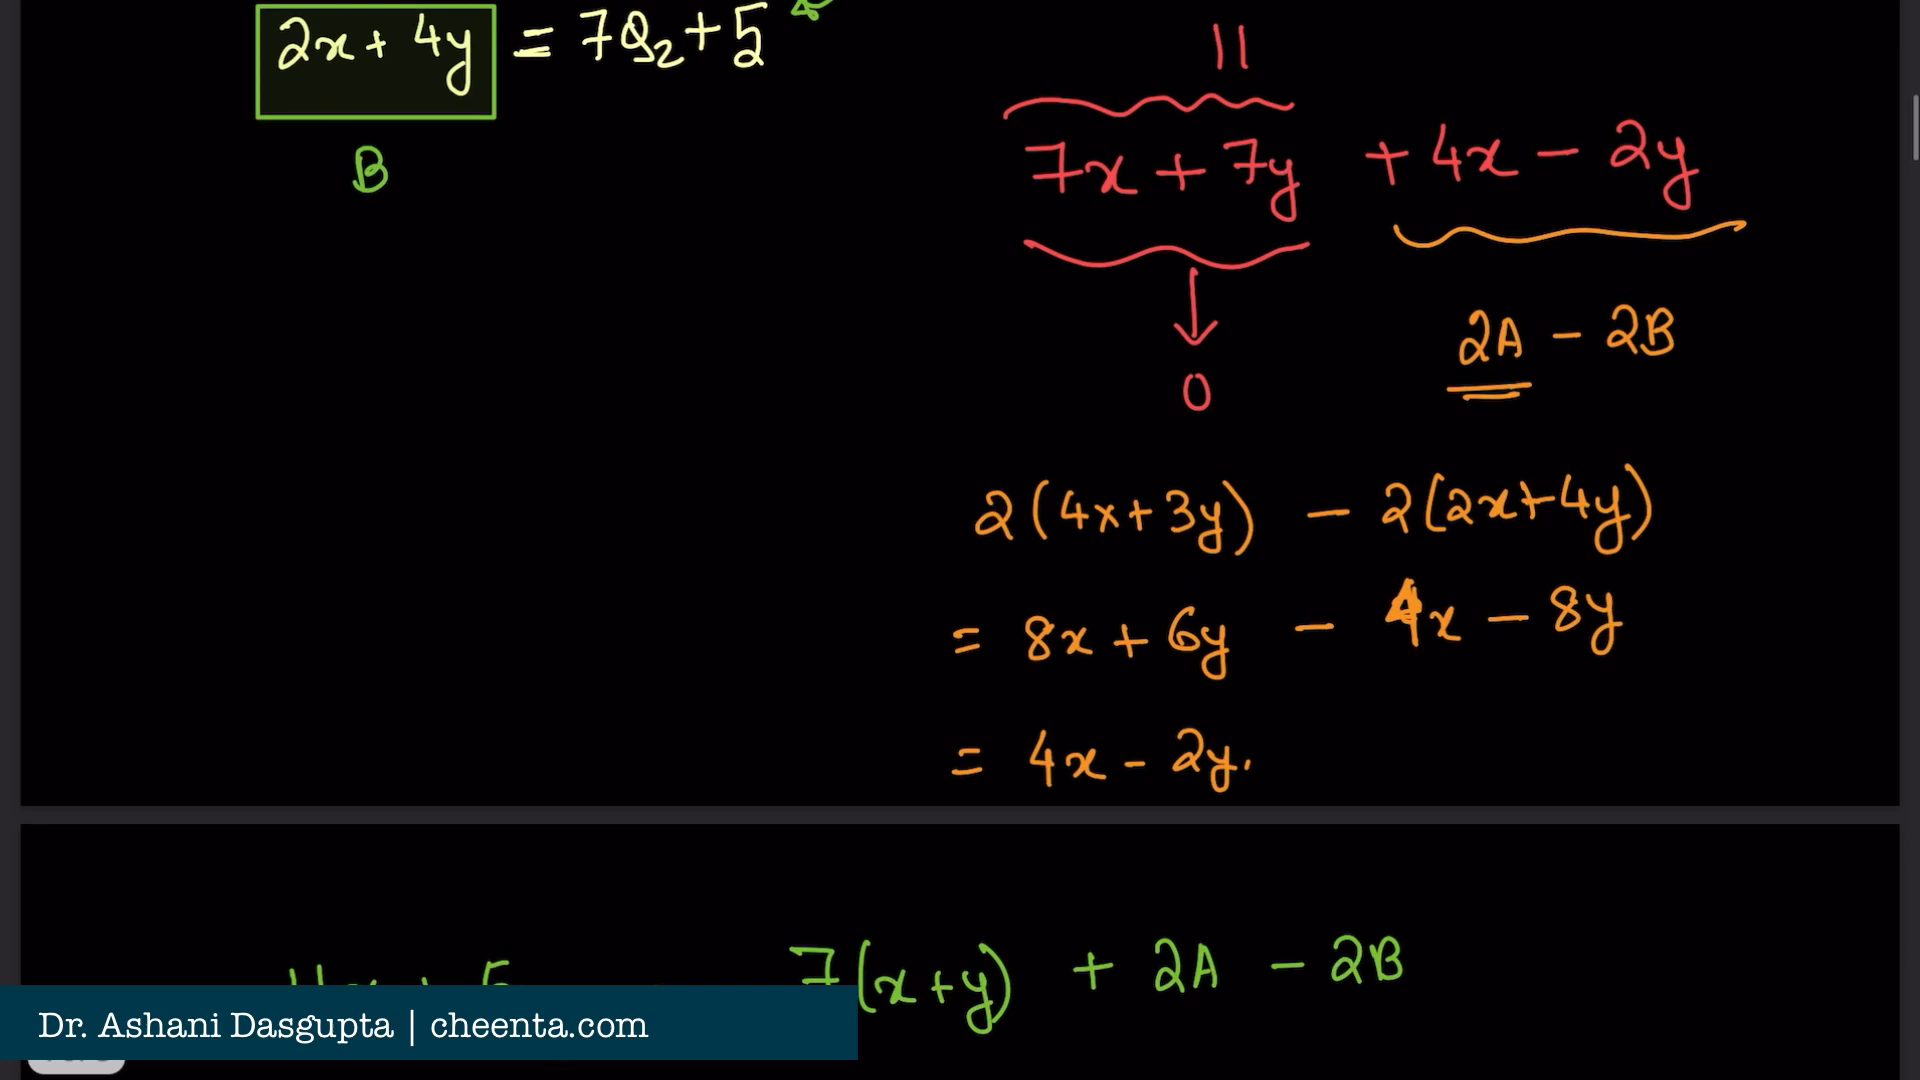 2x + 4y = 7Q₂ + 5
B
||
7x + 7y + 4x - 2y
0
2A - 2B
2(4x + 3y) - 2(2x + 4y)
= 8x + 6y - 4x - 8y
= 4x - 2y.
7(x + y) + 2A - 2B
Dr. Ashani Dasgupta | cheenta.com